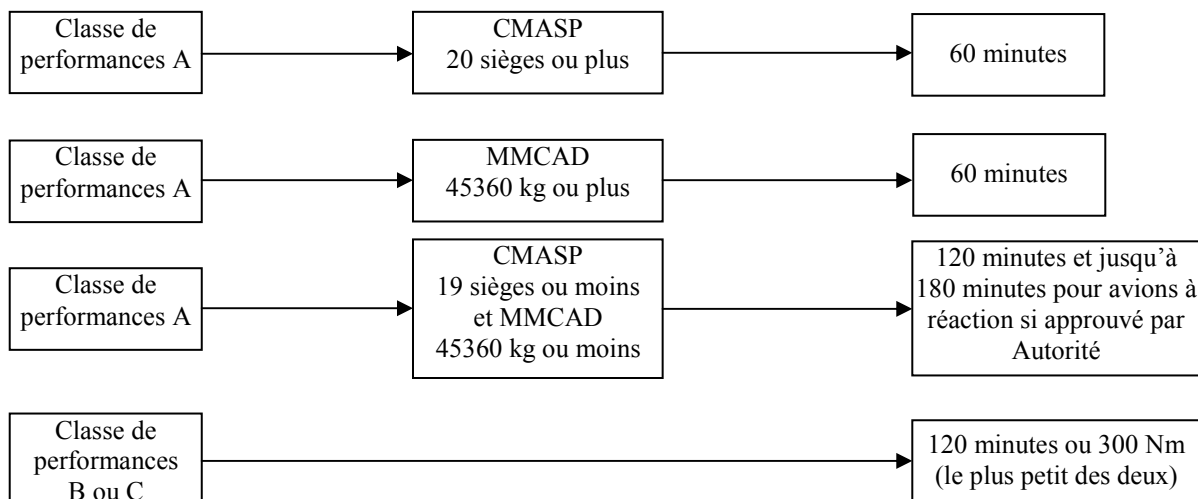 Classe de
performances A
CMASP
20 sièges ou plus
60 minutes
Classe de
performances A
MMCAD
45360 kg ou plus
60 minutes
Classe de
performances A
CMASP
19 sièges ou moins
et MMCAD
45360 kg ou moins
120 minutes et jusqu’à
180 minutes pour avions à
réaction si approuvé par
Autorité
Classe de
performances
B ou C
120 minutes ou 300 Nm
(le plus petit des deux)